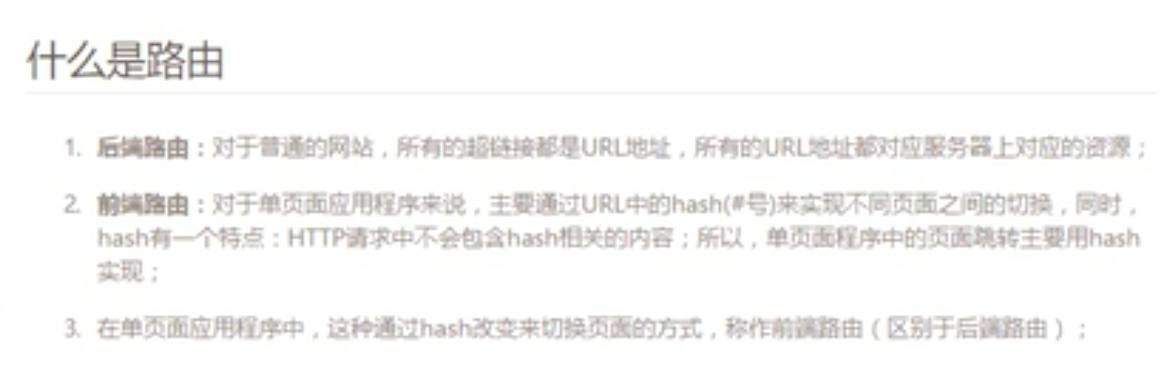 什么是路由
1. 后端路由：对于普通的网站，所有的超链接都是URL地址，所有的URL地址都对应服务器上对应的资源；
2. 前端路由：对于单页面应用程序来说，主要通过URL中的hash(#号)来实现不同页面之间的切换，同时，
hash有一个特点：HTTP请求中不会包含hash相关的内容；所以，单页面程序中的页面跳转主要用hash
实现；
3. 在单页面应用程序中，这种通过hash改变来切换页面的方式，称作前端路由（区别于后端路由）；